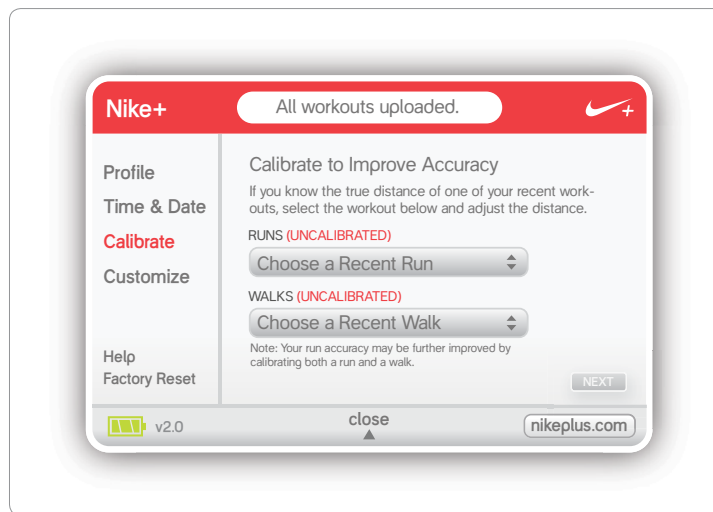 Nike+
All workouts uploaded.
+
Profile
Time & Date
Calibrate
Customize
Help
Factory Reset
Calibrate to Improve Accuracy
If you know the true distance of one of your recent work-
outs, select the workout below and adjust the distance.
RUNS (UNCALIBRATED)
Choose a Recent Run
WALKS (UNCALIBRATED)
Choose a Recent Walk
Note: Your run accuracy may be further improved by
calibrating both a run and a walk.
NEXT
v2.0
close
nikeplus.com